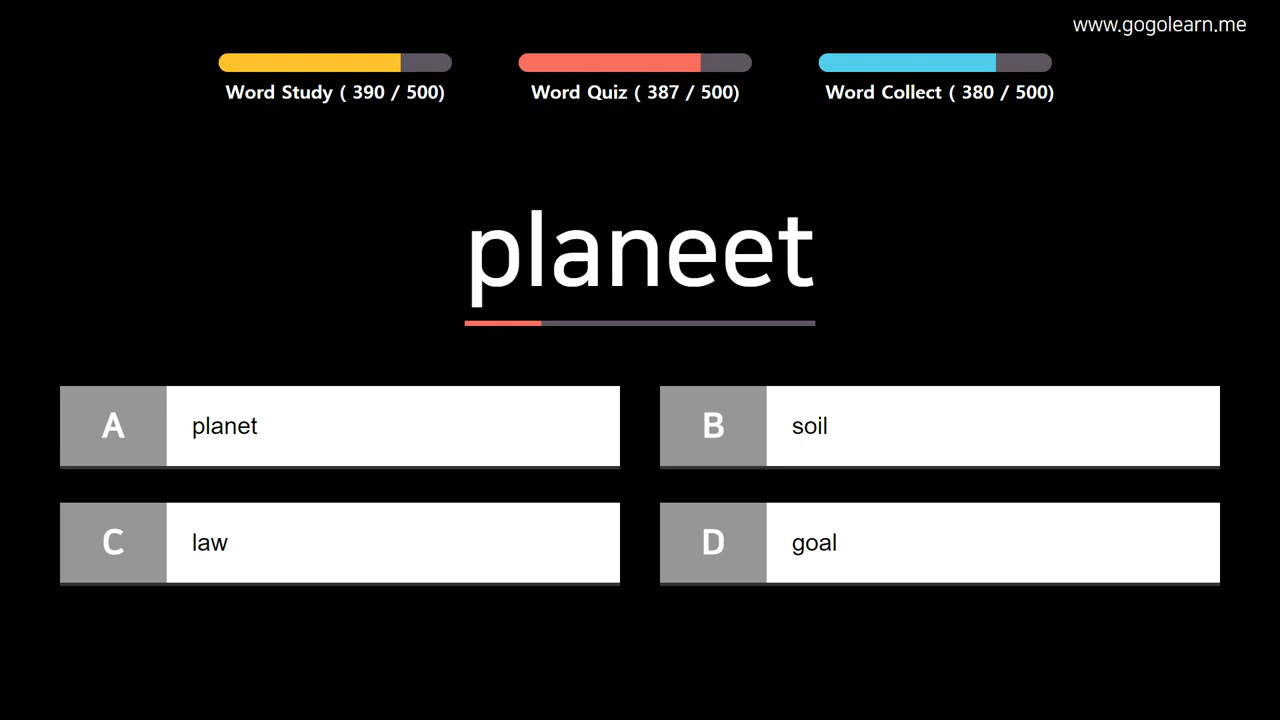 www.gogolearn.me
Word Study ( 390 / 500)
Word Quiz ( 387 / 500)
Word Collect ( 380 / 500)
planeet
A planet
B soil
C law
D goal